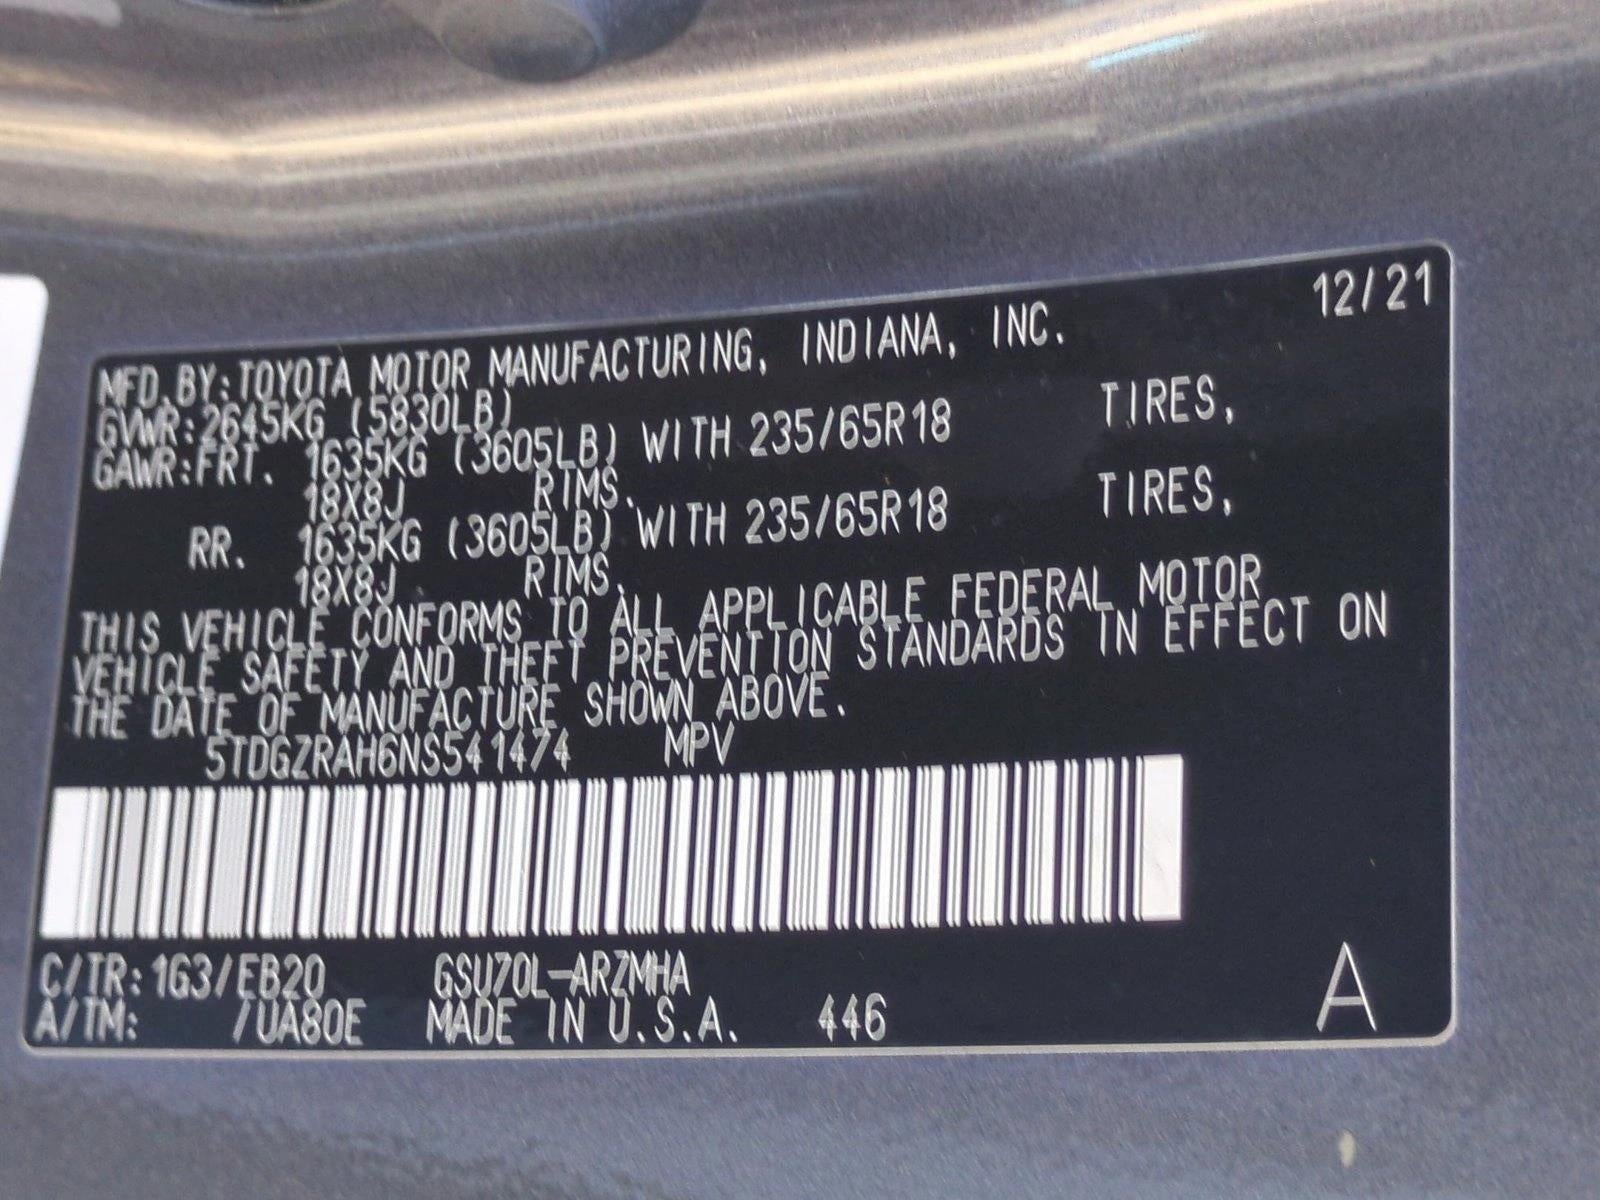 12/21
MFD.BY:TOYOTA MOTOR MANUFACTURING, INDIANA, INC.
GVWR:2645KG (5830LB)
GAWR:FRT. 1635KG (3605LB) WITH 235/65R18 TIRES,
18X8J RIMS.
RR. 1635KG (3605LB) WITH 235/65R18 TIRES,
18X8J RIMS.
THIS VEHICLE CONFORMS TO ALL APPLICABLE FEDERAL MOTOR
VEHICLE SAFETY AND THEFT PREVENTION STANDARDS IN EFFECT ON
THE DATE OF MANUFACTURE SHOWN ABOVE.
5TDGZRAH6NS541474 MPV
C/TR:1G3/EB20 GSU70L-ARZMHA
A/TM: /UA80E MADE IN U.S.A. 446 A